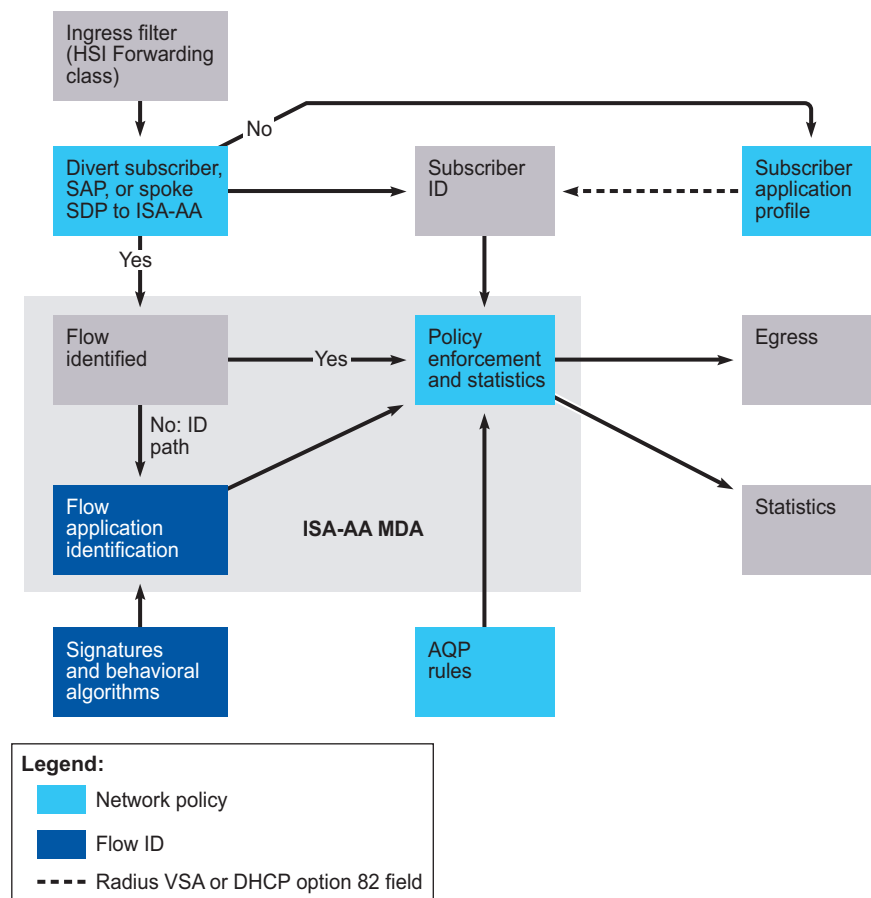 Ingress filter
(HSI Forwarding
class)
No
Divert subscriber,
SAP, or spoke
SDP to ISA-AA
Subscriber
ID
Subscriber
application
profile
Yes
Flow
identified
Yes
Policy
enforcement
and statistics
Egress
No: ID
path
Flow
application
identification
ISA-AA MDA
Statistics
Signatures
and behavioral
algorithms
AQP
rules
Legend:
Network policy
Flow ID
Radius VSA or DHCP option 82 field